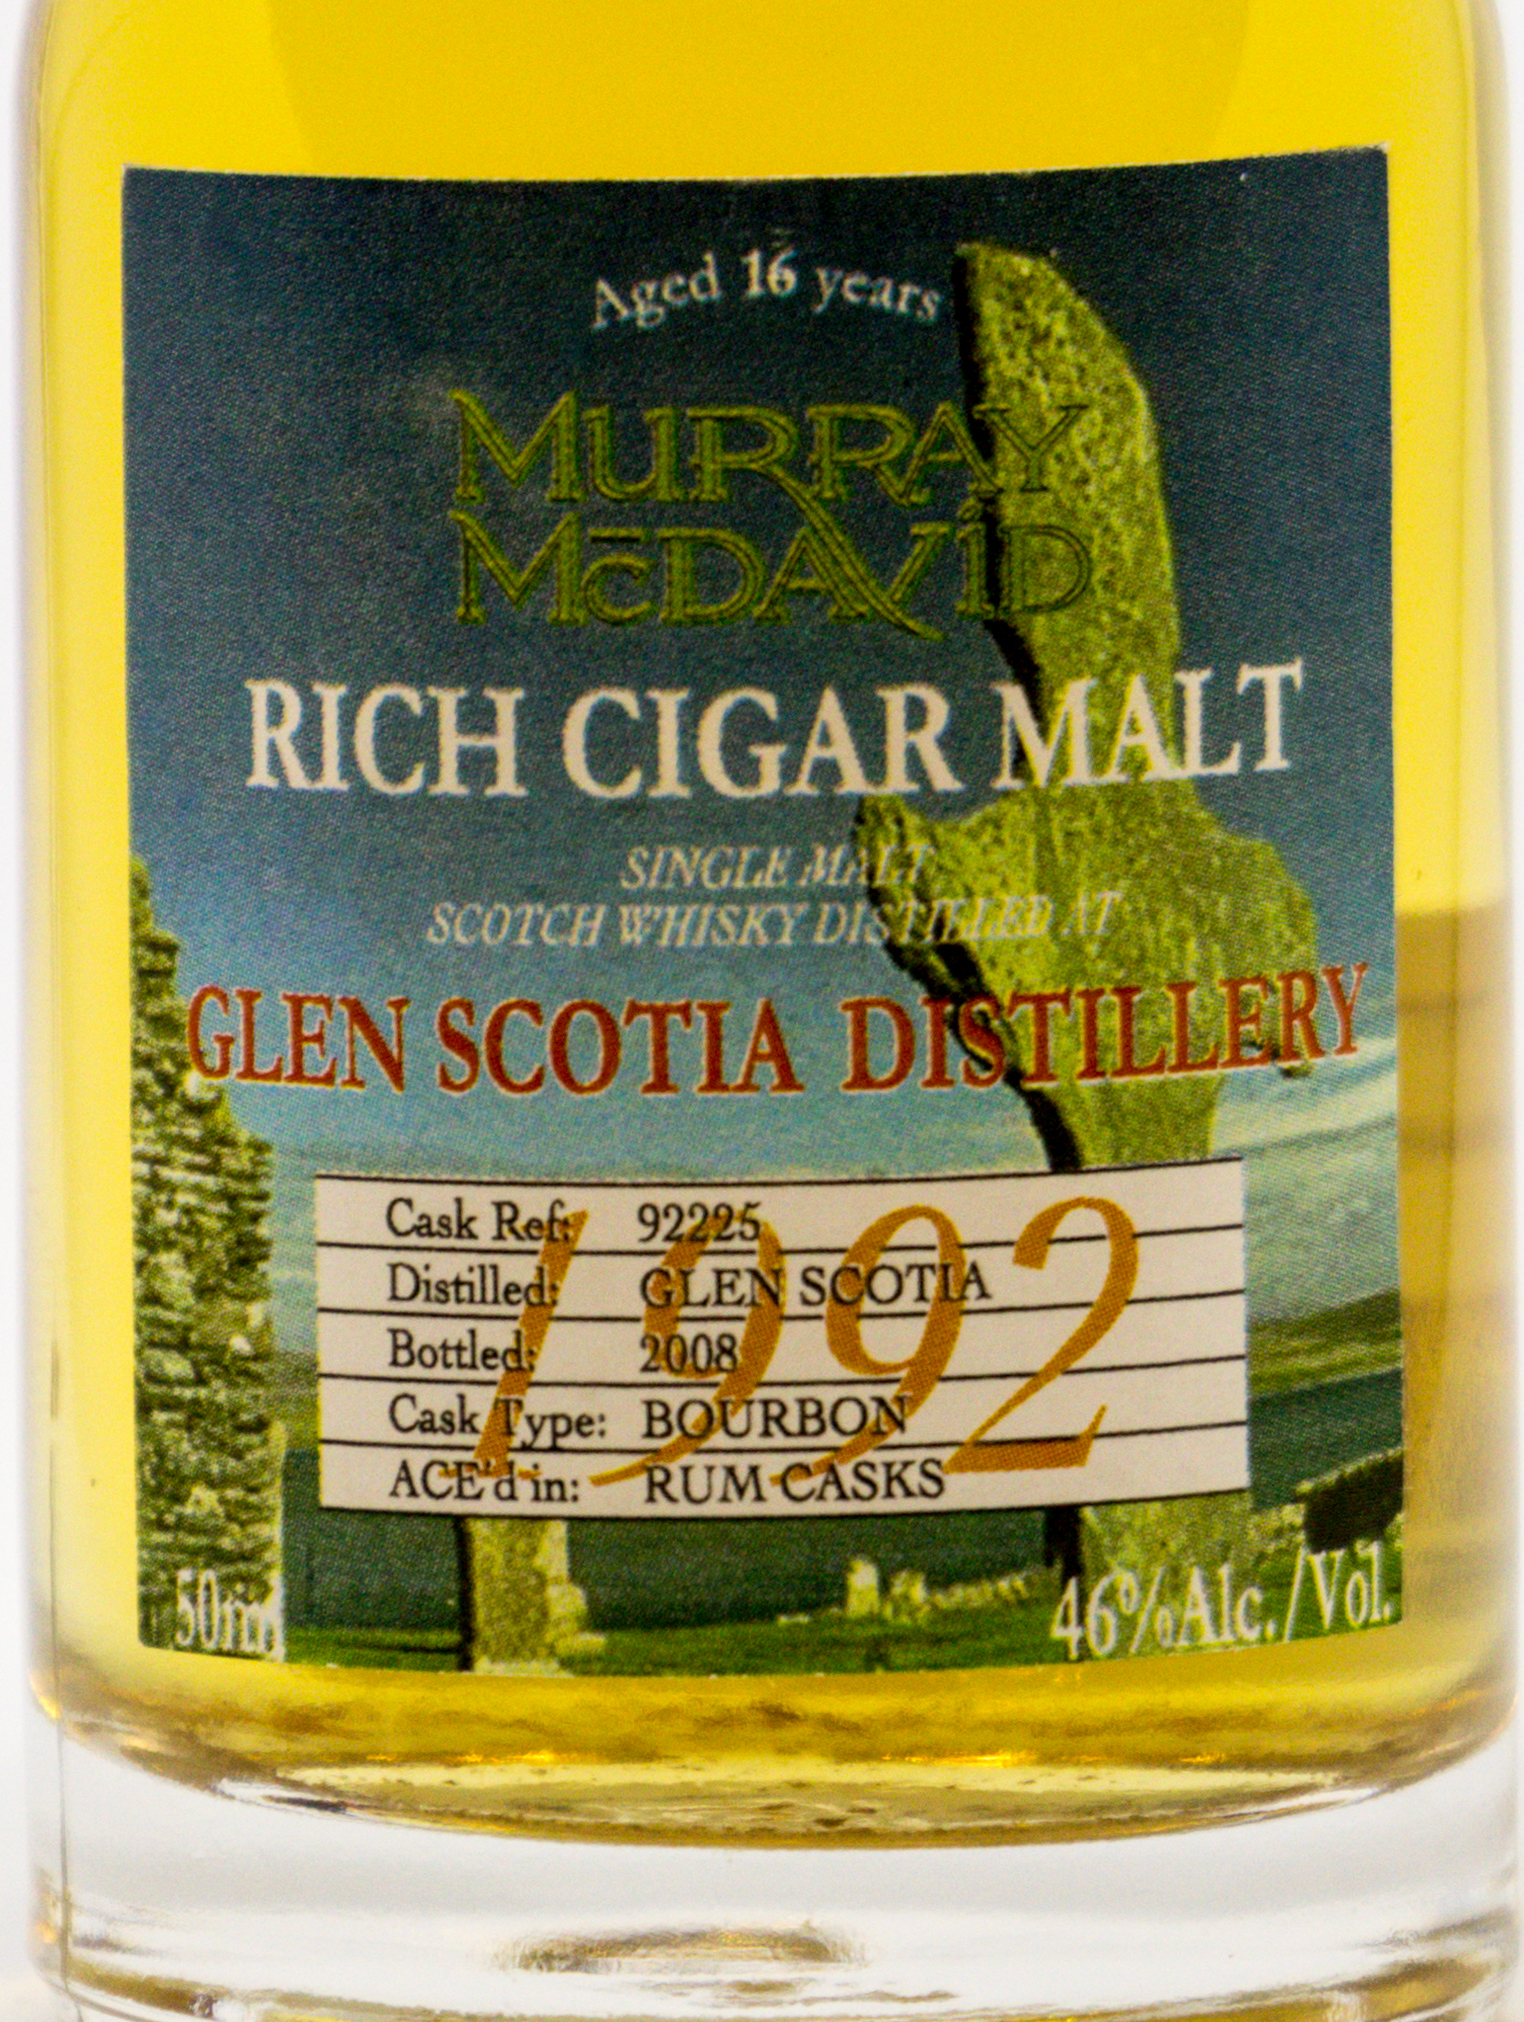 Aged 16 years
MURRAY
McDAVID
RICH CIGAR MALT
SINGLE MALT
SCOTCH WHISKY DISTILLED AT
GLEN SCOTIA DISTILLERY
1992
Cask Ref: 92225
Distilled: GLEN SCOTIA
Bottled: 2008
Cask Type: BOURBON
ACE'd in: RUM CASKS
50ml
46%Alc./Vol.